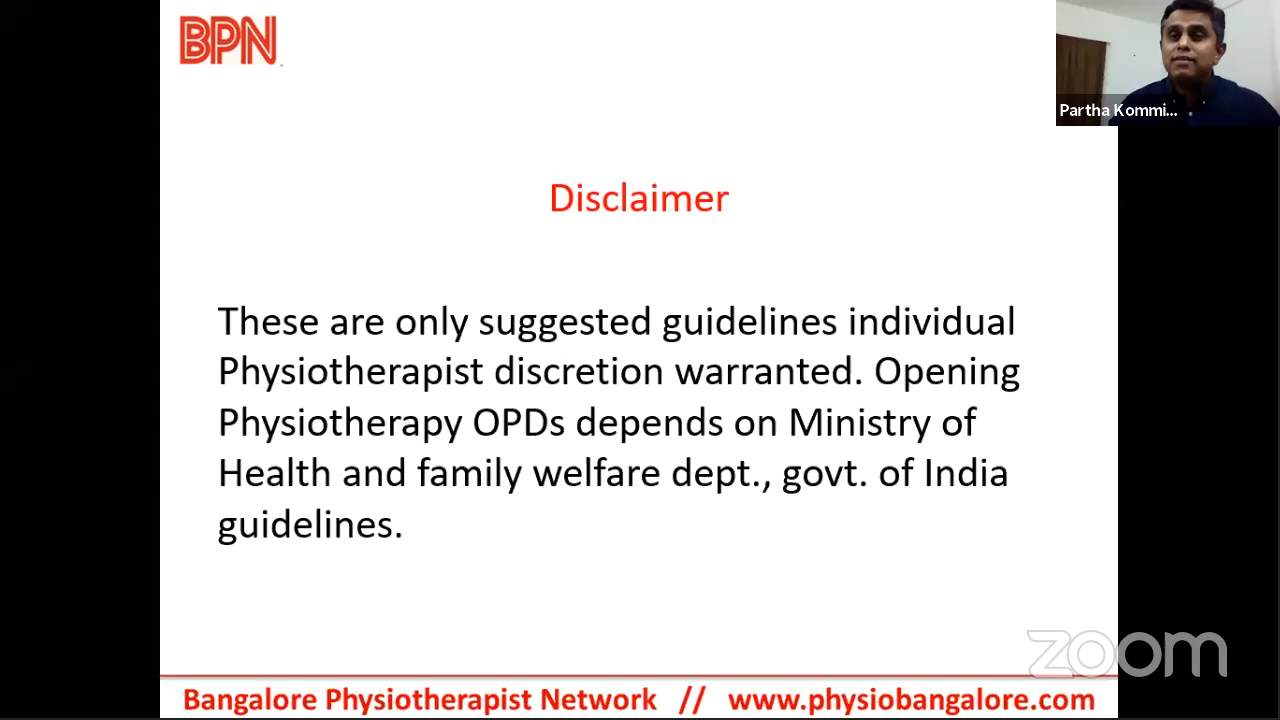 BPN
Partha Kommi...
Disclaimer
These are only suggested guidelines individual
Physiotherapist discretion warranted. Opening
Physiotherapy OPDs depends on Ministry of
Health and family welfare dept., govt. of India
guidelines.
zoom
Bangalore Physiotherapist Network // www.physiobangalore.com